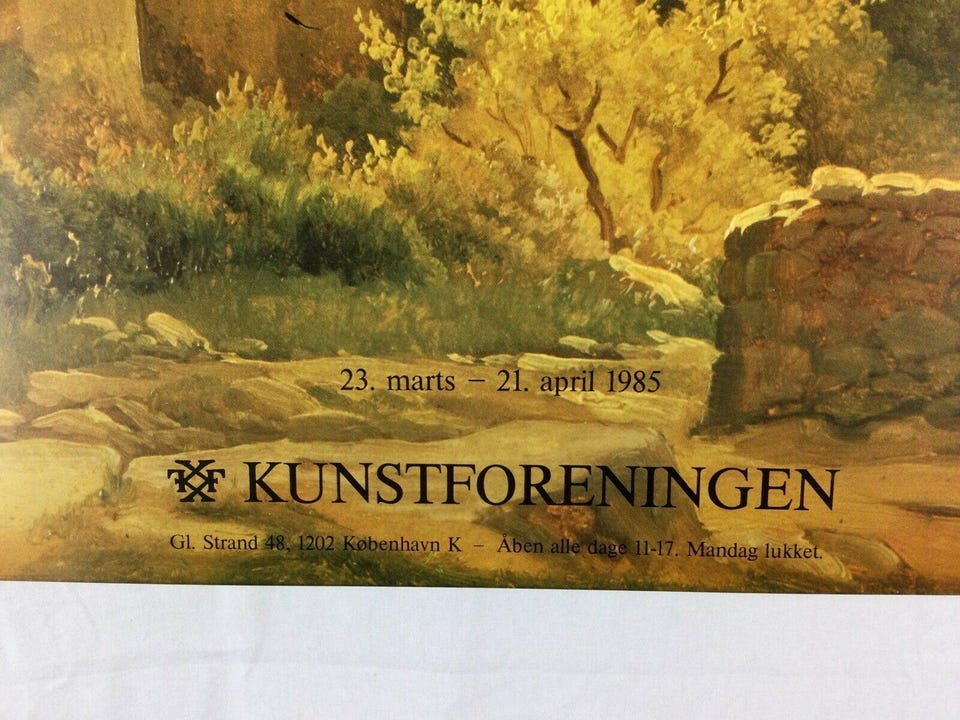 23. marts – 21. april 1985
KUNSTFORENINGEN
Gl. Strand 48, 1202 København K – Åben alle dage 11-17. Mandag lukket.